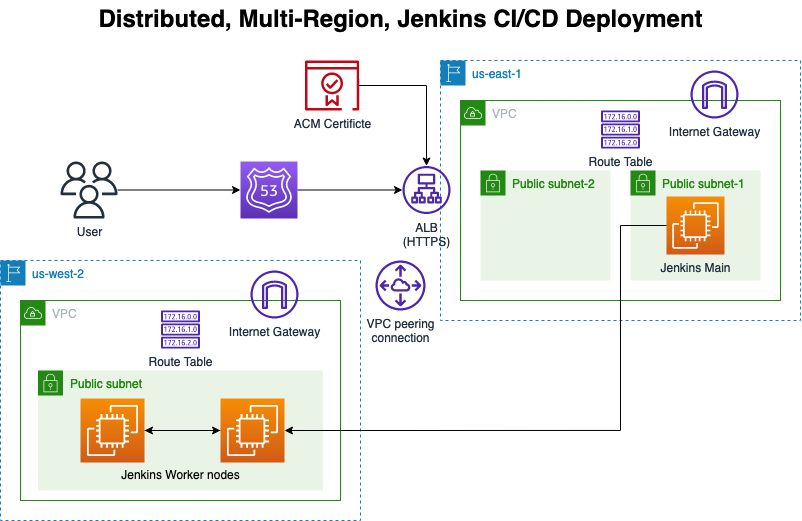 Distributed, Multi-Region, Jenkins CI/CD Deployment
ACM Certificte
us-east-1
VPC
Internet Gateway
172.16.0.0
172.16.1.0
172.16.2.0
Route Table
Public subnet-2
Public subnet-1
Jenkins Main
53
User
ALB
(HTTPS)
VPC peering
connection
us-west-2
VPC
Internet Gateway
172.16.0.0
172.16.1.0
172.16.2.0
Route Table
Public subnet
Jenkins Worker nodes